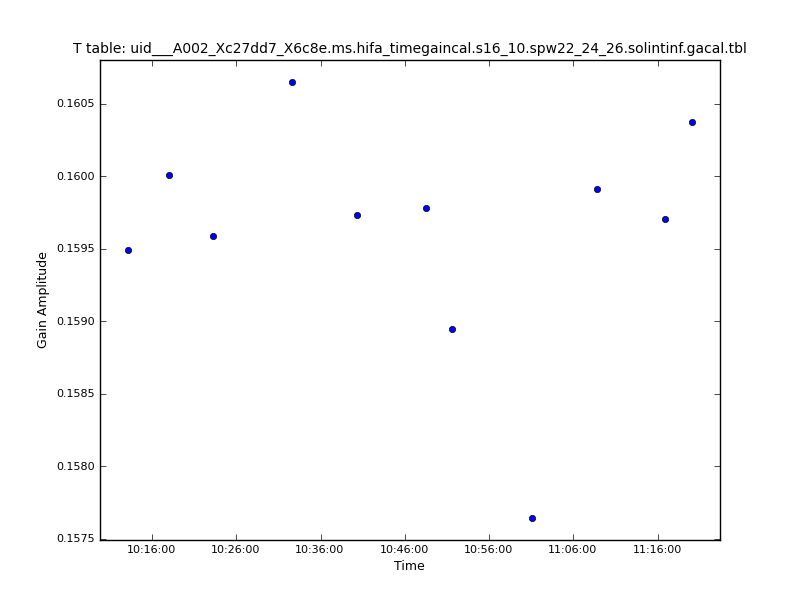 T table: uid___A002_Xc27dd7_X6c8e.ms.hifa_timegaincal.s16_10.spw22_24_26.solintinf.gacal.tbl
Gain Amplitude
0.1605
0.1600
0.1595
0.1590
0.1585
0.1580
0.1575
10:16:00 10:26:00 10:36:00 10:46:00 10:56:00 11:06:00 11:16:00
Time